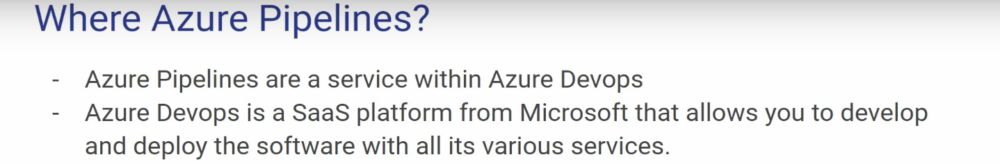 Where Azure Pipelines?
- Azure Pipelines are a service within Azure Devops
- Azure Devops is a SaaS platform from Microsoft that allows you to develop
and deploy the software with all its various services.